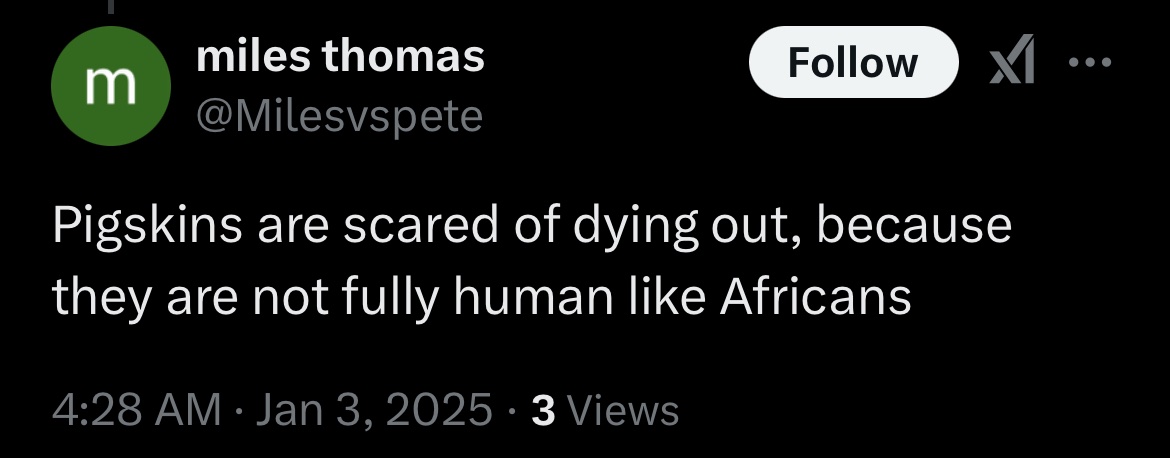 m
miles thomas
Follow
@Milesvspete
Pigskins are scared of dying out, because
they are not fully human like Africans
4:28 AM · Jan 3, 2025 · 3 Views